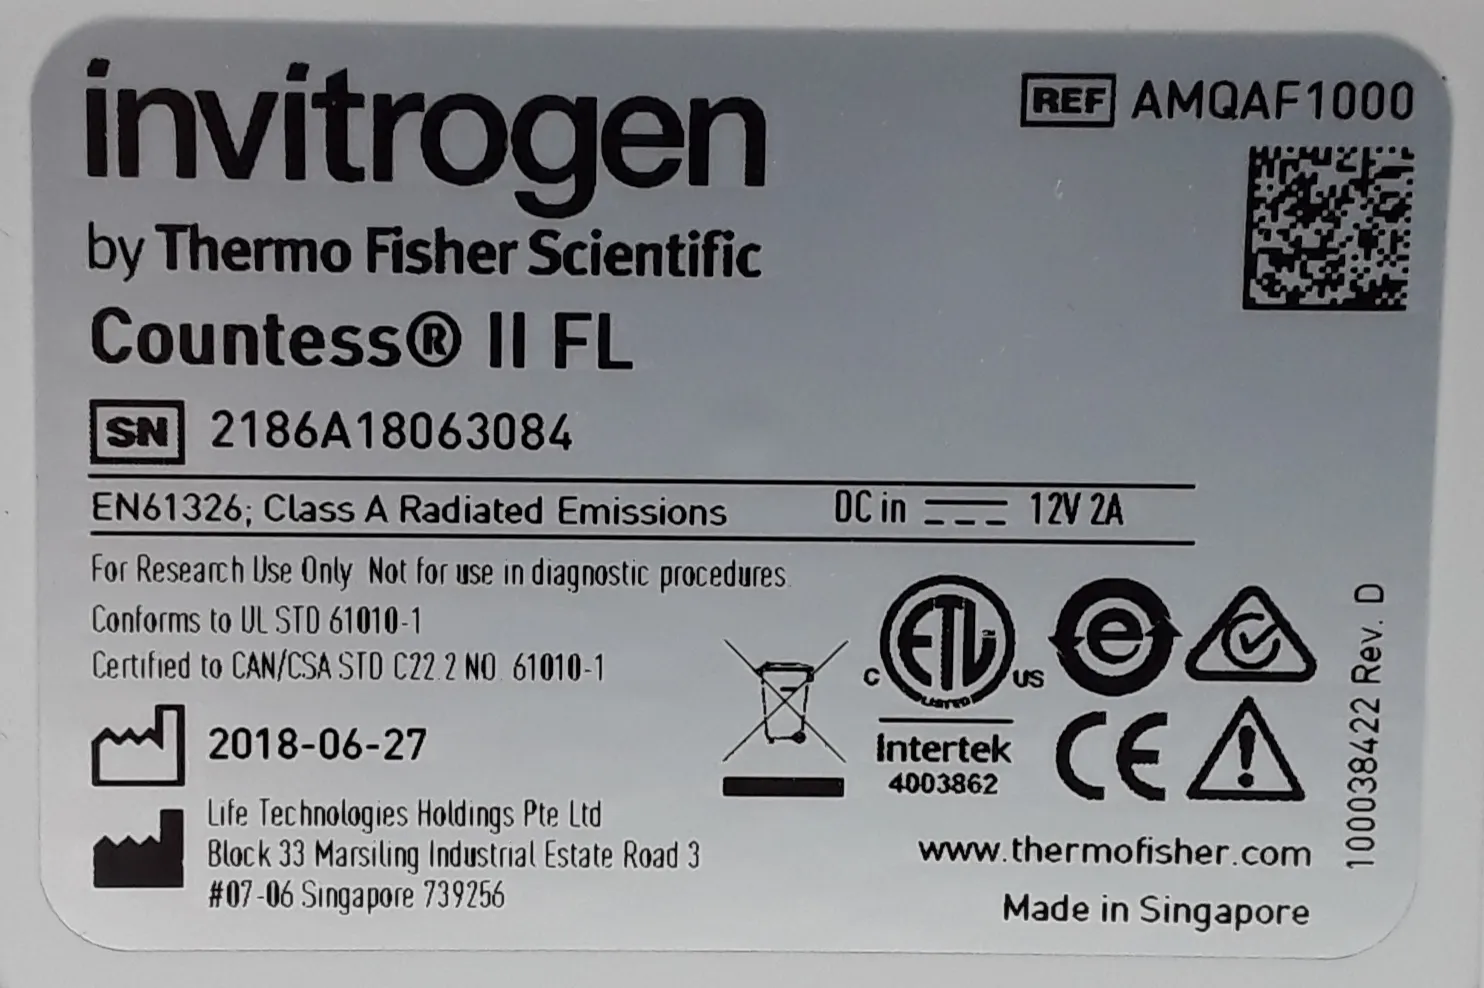 invitrogen
by Thermo Fisher Scientific
Countess® II FL
REF AMQAF1000
SN 2186A18063084
EN61326; Class A Radiated Emissions DC in 12V 2A
For Research Use Only Not for use in diagnostic procedures.
Conforms to UL STD 61010-1
Certified to CAN/CSA STD C22.2 NO 61010-1
2018-06-27
Life Technologies Holdings Pte Ltd
Block 33 Marsiling Industrial Estate Road 3
#07-06 Singapore 739256
ETL
LISTED
C US
Intertek
4003862
e
CE
www.thermofisher.com
Made in Singapore
100038422 Rev. D